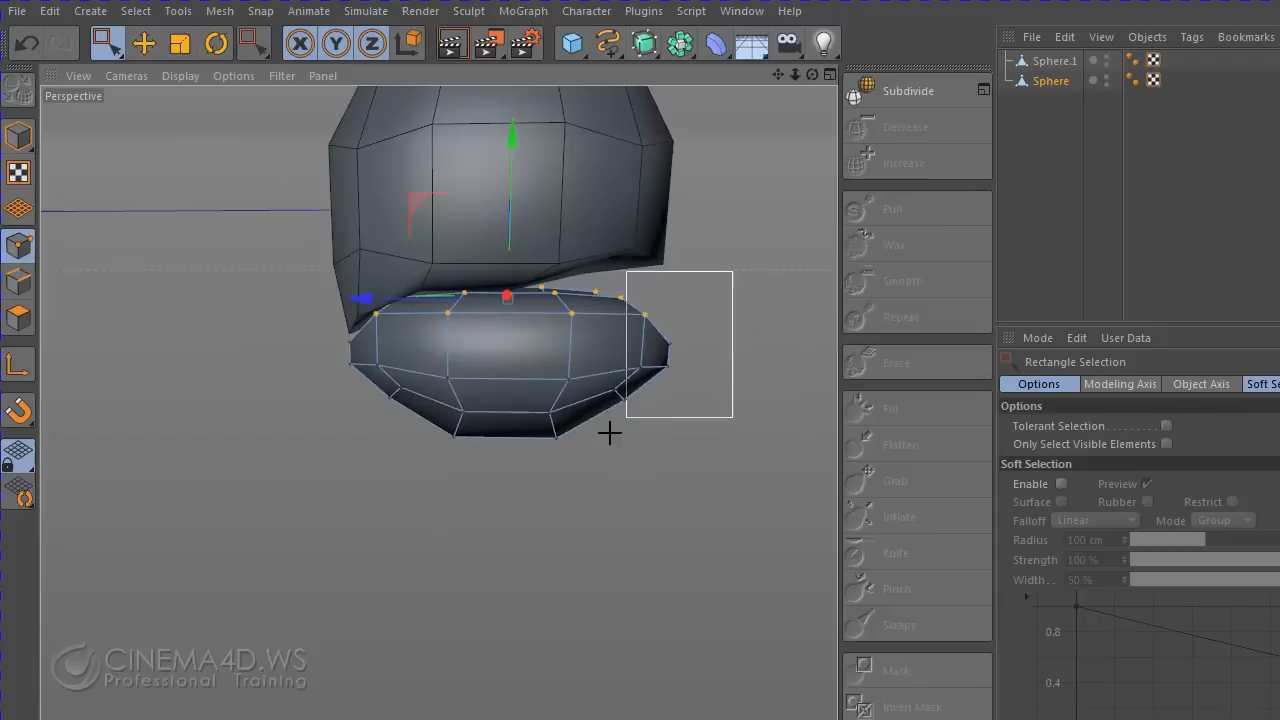 File Edit Create Select Tools Mesh Snap Animate Simulate Render Sculpt MoGraph Character Plugins Script Window Help
X Y Z
File Edit View Objects Tags Bookmarks
View Cameras Display Options Filter Panel
Perspective
Sphere.1
Sphere
Subdivide
Decrease
Increase
Pull
Wax
Smooth
Repeat
Erase
Fill
Flatten
Grab
Inflate
Knife
Pinch
Scrape
Mask
Invert Mask
Mode Edit User Data
Rectangle Selection
Options Modeling Axis Object Axis Soft Se
Options
Tolerant Selection . . . . . . . . .
Only Select Visible Elements
Soft Selection
Enable Preview
Surface Rubber Restrict
Falloff Linear Mode Group
Radius 100 cm
Strength 100 %
Width . . 50 %
0.8
0.4
CINEMA4D.WS
Professional Training